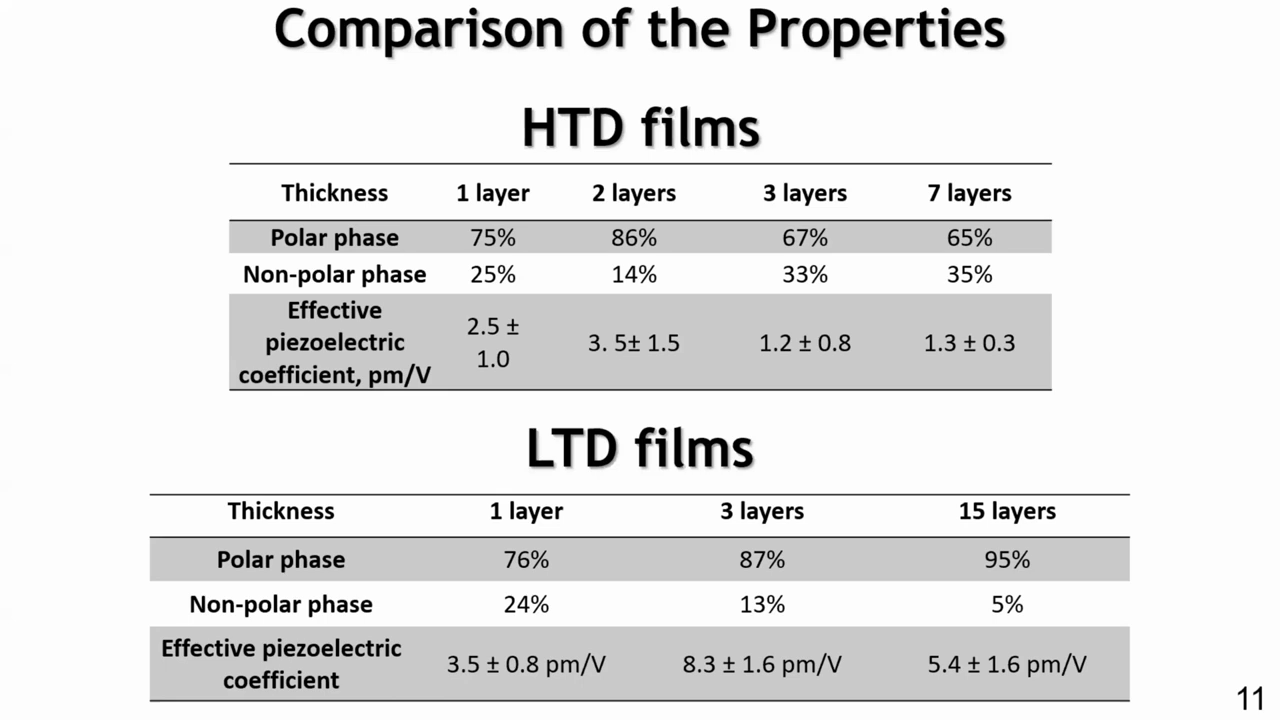 Comparison of the Properties
HTD films
Thickness 1 layer 2 layers 3 layers 7 layers
Polar phase 75% 86% 67% 65%
Non-polar phase 25% 14% 33% 35%
Effective piezoelectric coefficient, pm/V 2.5 ± 1.0 3. 5± 1.5 1.2 ± 0.8 1.3 ± 0.3
LTD films
Thickness 1 layer 3 layers 15 layers
Polar phase 76% 87% 95%
Non-polar phase 24% 13% 5%
Effective piezoelectric coefficient 3.5 ± 0.8 pm/V 8.3 ± 1.6 pm/V 5.4 ± 1.6 pm/V
11